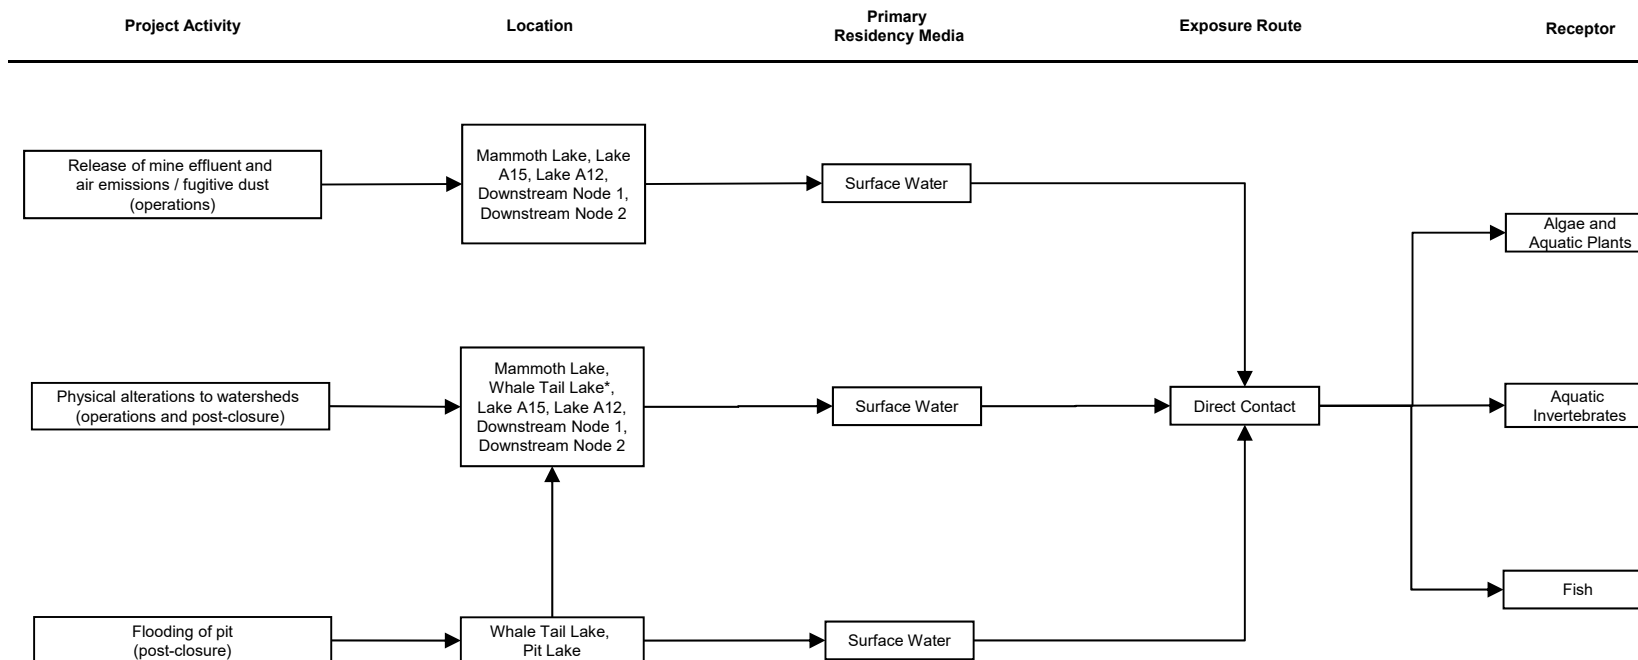 Project Activity
Location
Primary
Residency Media
Exposure Route
Receptor
Release of mine effluent and
air emissions / fugitive dust
(operations)
Mammoth Lake, Lake
A15, Lake A12,
Downstream Node 1,
Downstream Node 2
Surface Water
Algae and
Aquatic Plants
Physical alterations to watersheds
(operations and post-closure)
Mammoth Lake,
Whale Tail Lake*,
Lake A15, Lake A12,
Downstream Node 1,
Downstream Node 2
Surface Water
Direct Contact
Aquatic
Invertebrates
Fish
Flooding of pit
(post-closure)
Whale Tail Lake,
Pit Lake
Surface Water